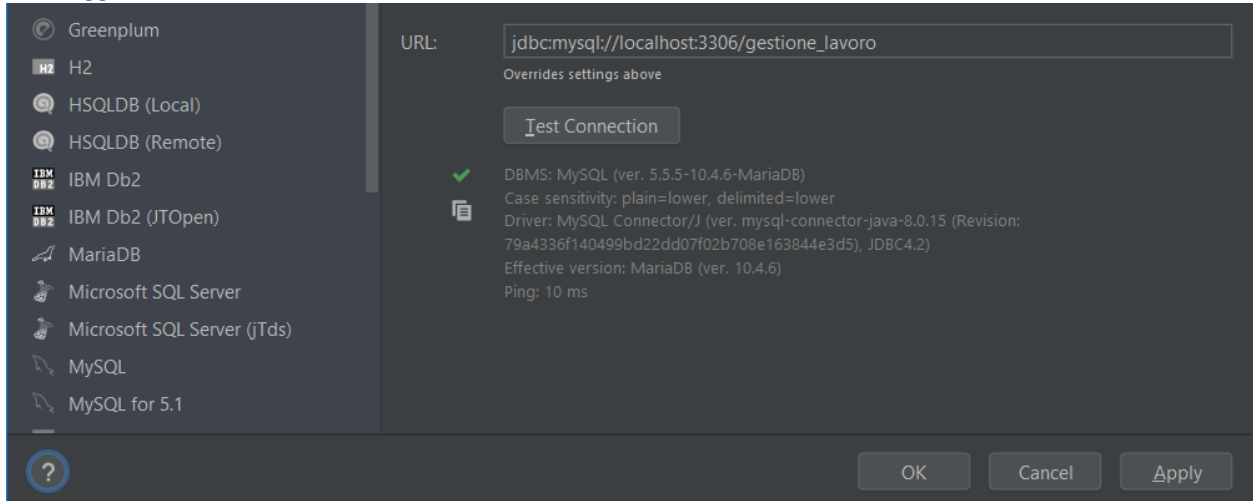 Greenplum
H2 H2
HSQLDB (Local)
HSQLDB (Remote)
IBM DB2 IBM Db2
IBM DB2 IBM Db2 (JTOpen)
MariaDB
Microsoft SQL Server
Microsoft SQL Server (jTds)
MySQL
MySQL for 5.1
URL: jdbc:mysql://localhost:3306/gestione_lavoro
Overrides settings above
Test Connection
DBMS: MySQL (ver. 5.5.5-10.4.6-MariaDB)
Case sensitivity: plain=lower, delimited=lower
Driver: MySQL Connector/J (ver. mysql-connector-java-8.0.15 (Revision:
79a4336f140499bd22dd07f02b708e163844e3d5), JDBC4.2)
Effective version: MariaDB (ver. 10.4.6)
Ping: 10 ms
?
OK Cancel Apply